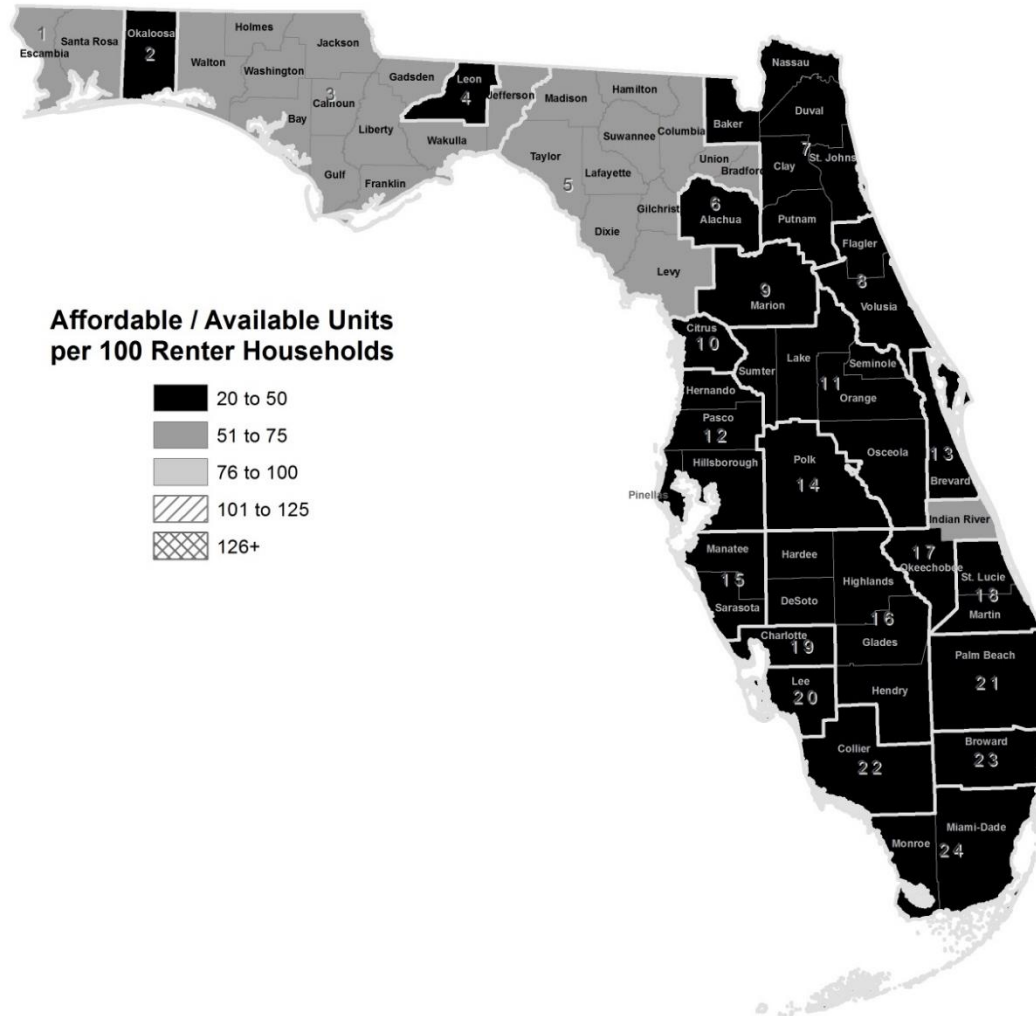 1
Escambia
Santa Rosa
Okaloosa
2
Walton
Holmes
Washington
Jackson
3
Calhoun
Bay
Gulf
Liberty
Franklin
Gadsden
Leon
4
Wakulla
Jefferson
Madison
Hamilton
Suwannee
Columbia
Taylor
Lafayette
5
Gilchrist
Dixie
Levy
Union
Bradford
Baker
Nassau
Duval
7
Clay
St. Johns
Putnam
6
Alachua
Flagler
8
Volusia
9
Marion
Affordable / Available Units
per 100 Renter Households
20 to 50
51 to 75
76 to 100
101 to 125
126+
Citrus
10
Sumter
Lake
Seminole
11
Orange
Osceola
Hernando
Pasco
12
Hillsborough
Pinellas
Polk
14
13
Brevard
Indian River
Manatee
15
Sarasota
Hardee
DeSoto
Highlands
16
Glades
17
Okeechobee
St. Lucie
18
Martin
Charlotte
19
Lee
20
Hendry
Palm Beach
21
Collier
22
Broward
23
Monroe
Miami-Dade
24